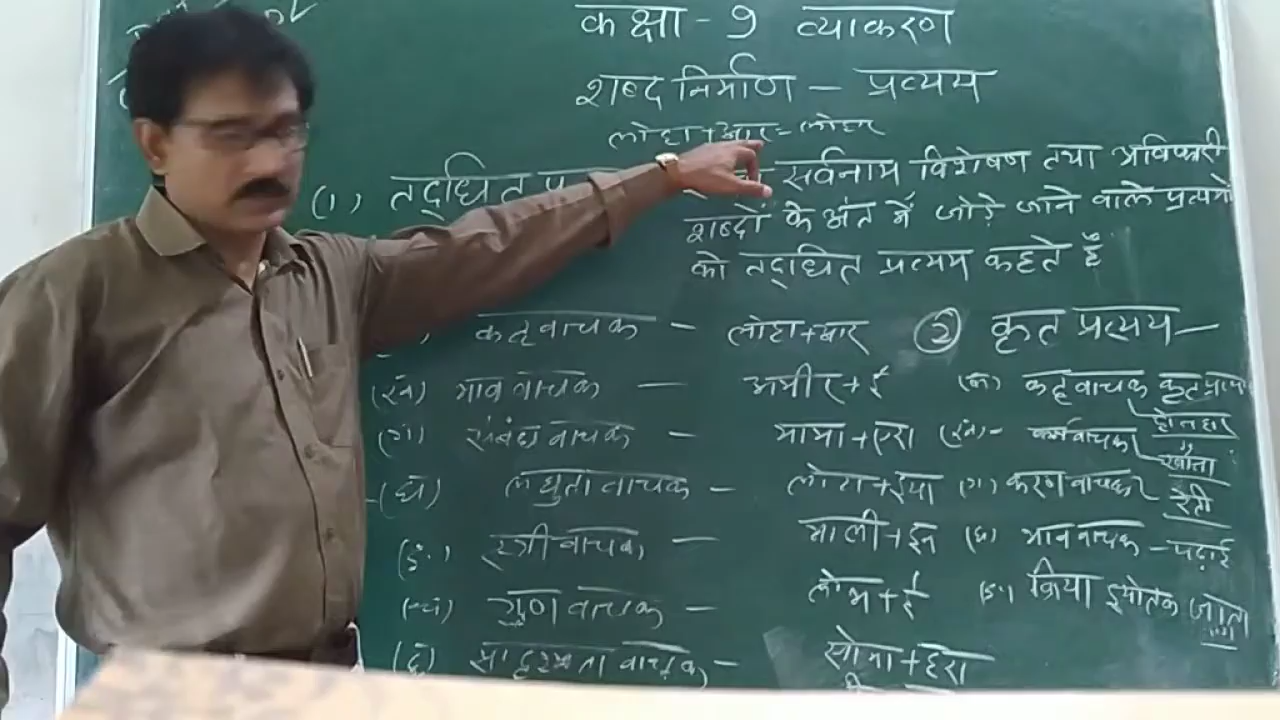 कक्षा - 9 व्याकरण
शब्द निर्माण - प्रत्यय
लोहा+आर=लोहार
(1) तद्धित सर्वनाम विशेषण तथा अविकारी
शब्दों के अंत में जोड़े जाने वाले प्रत्ययों
को तद्धित प्रत्यय कहते हैं
कर्तृवाचक - लोहा+आर
(ख) भाववाचक - अमीर+ई
(ग) संबंधवाचक - मामा+एरा
(घ) लघुतावाचक - लोटा+इया
(ङ) स्त्रीवाचक - माली+इन
(च) गुणवाचक - लोभ+ई
(छ) सादृश्यतावाचक - सोना+हरा
② कृत प्रत्यय -
(क) कर्तृवाचक कृत
होनहार
(ख) - कर्मवाचक
(ग) करणवाचक रेती
(घ) भाववाचक - पढ़ाई
(ङ) क्रिया द्योतक जाता